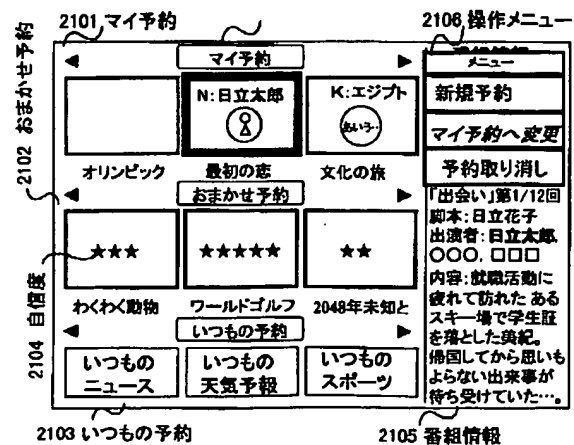 2101 マイ予約
2106 操作メニュー
2102 おまかせ予約
マイ予約
メニュー
N:日立太郎
K:エジプト
あいう‥
オリンピック
最初の恋
文化の旅
新規予約
マイ予約へ変更
予約取り消し
おまかせ予約
★★★
★★★★★
★★
わくわく動物
ワールドゴルフ
2048年未知と
2104 自信度
いつもの予約
いつもの
ニュース
いつもの
天気予報
いつもの
スポーツ
「出会い」第1/12回
脚本:日立花子
出演者:日立太郎
〇〇〇、□□□
内容:就職活動に
疲れて訪れた ある
スキー場で学生証
を落とした美紀。
帰国してから思いも
よらない出来事が
待ち受けていた…。
2103 いつもの予約
2105 番組情報